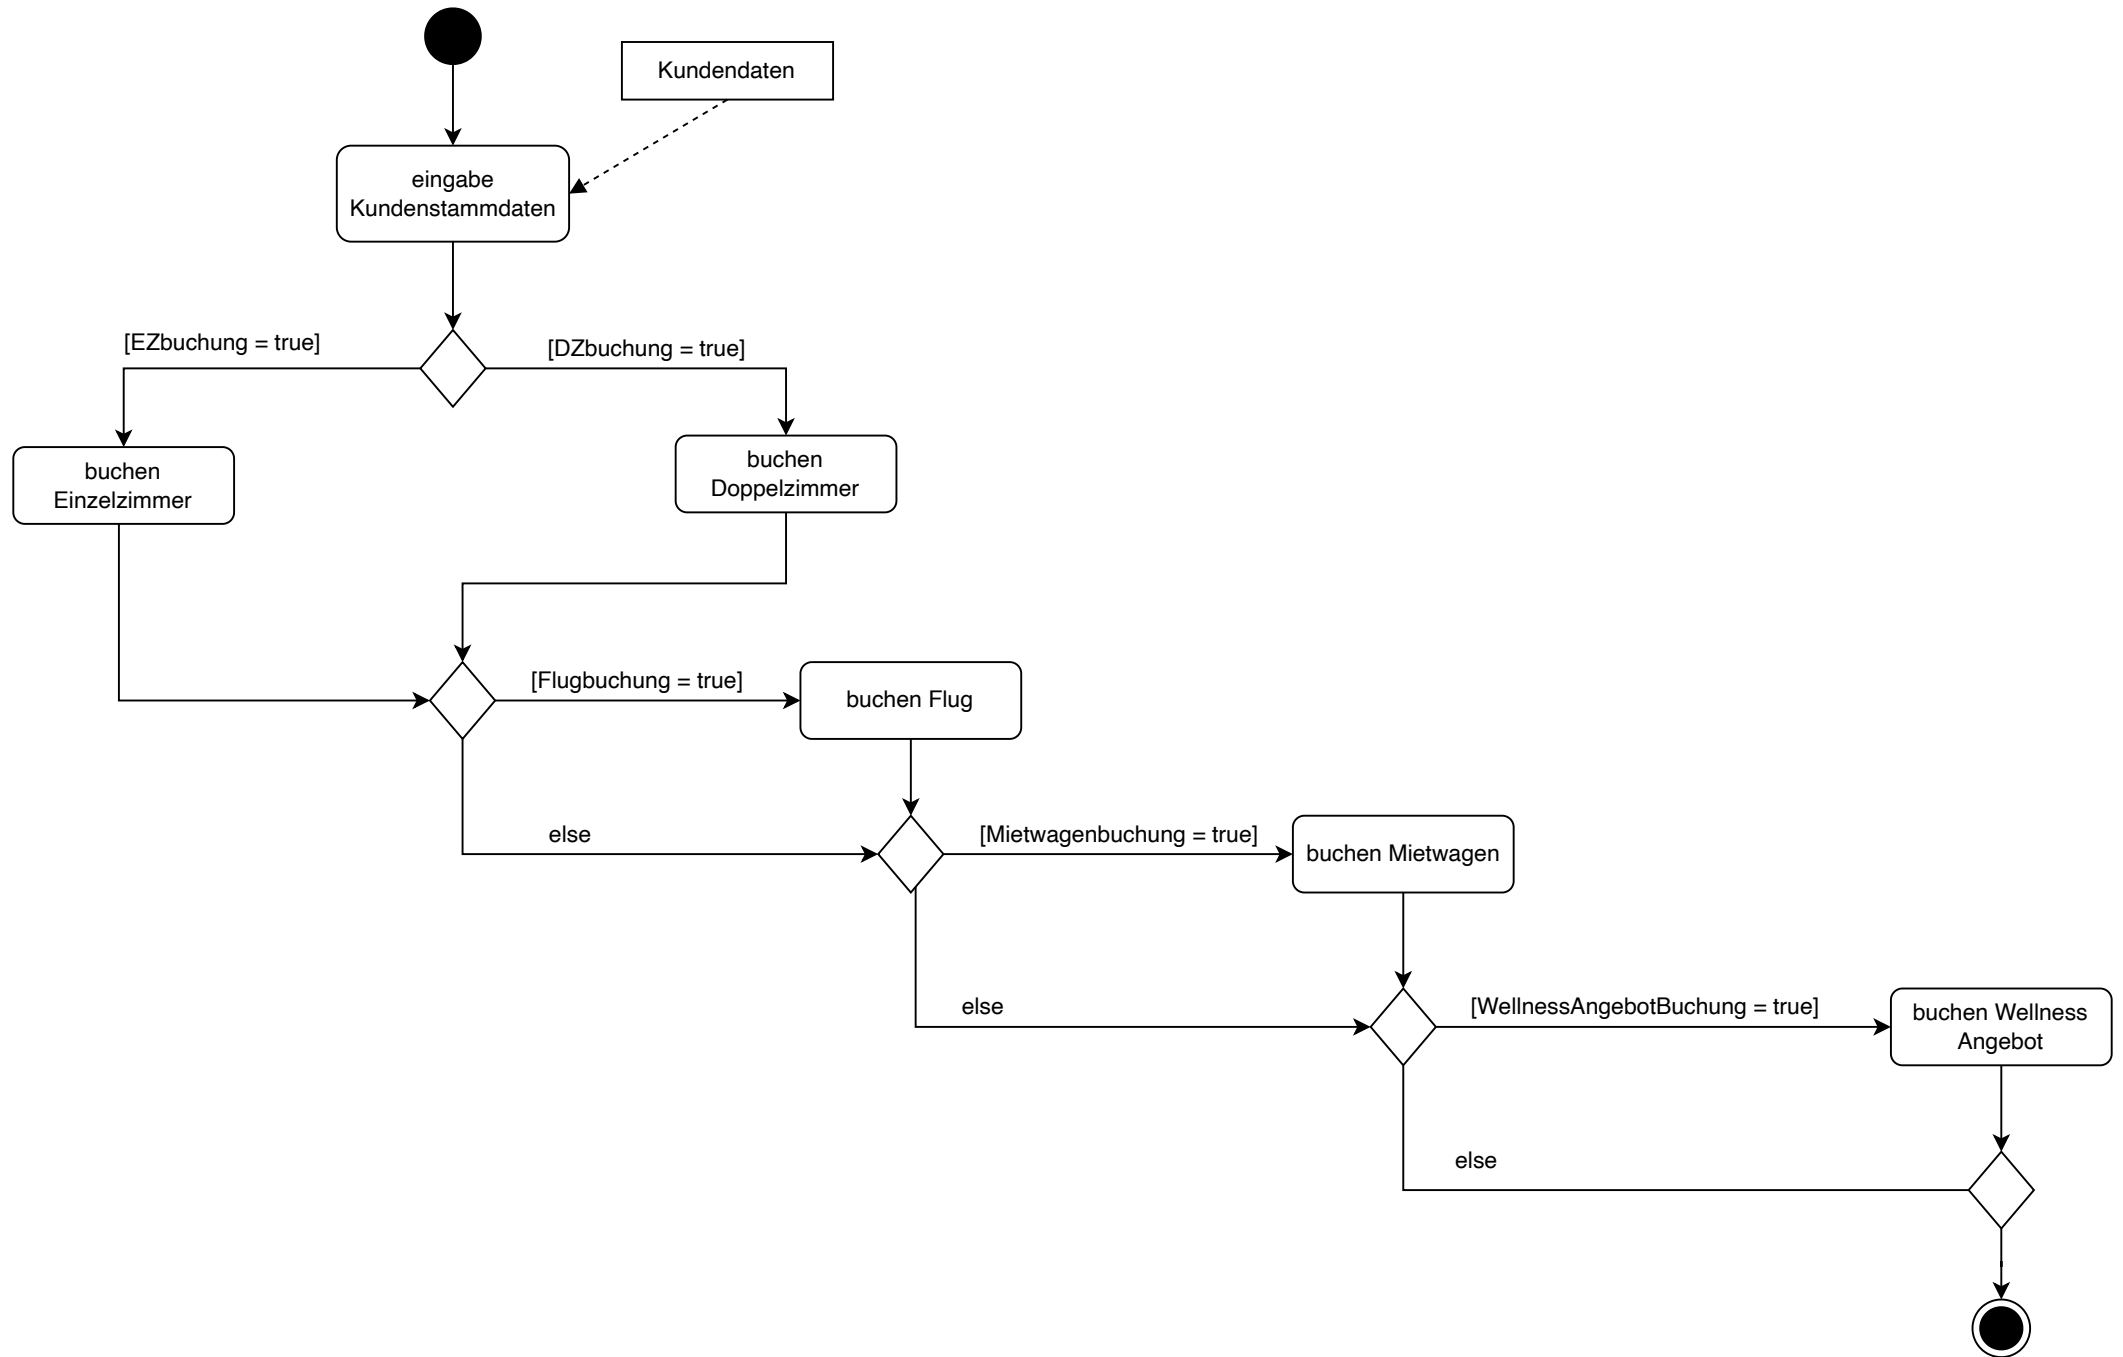 Kundendaten
eingabe
Kundenstammdaten
[EZbuchung = true]
[DZbuchung = true]
buchen
Einzelzimmer
buchen
Doppelzimmer
[Flugbuchung = true]
buchen Flug
else
[Mietwagenbuchung = true]
buchen Mietwagen
else
[WellnessAngebotBuchung = true]
buchen Wellness
Angebot
else